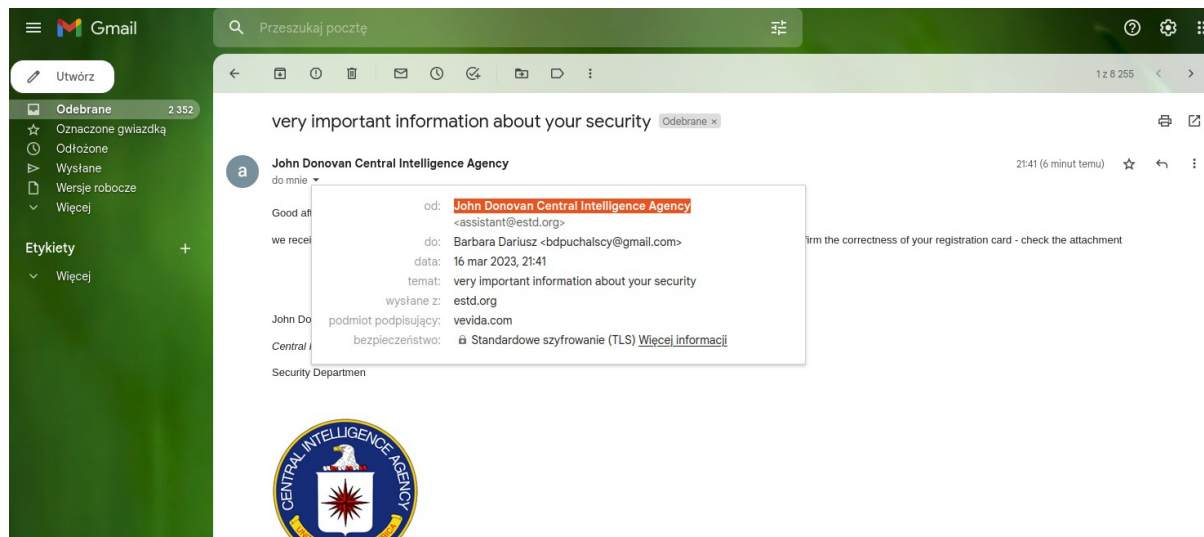 Gmail
Przeszukaj pocztę
Utwórz
1 z 8 255
Odebrane 2 352
Oznaczone gwiazdką
Odłożone
Wysłane
Wersje robocze
Więcej
Etykiety +
Więcej
very important information about your security Odebrane ×
a
John Donovan Central Intelligence Agency 21:41 (6 minut temu)
do mnie
Good af
od: John Donovan Central Intelligence Agency
<assistant@estd.org>
we recei
do: Barbara Dariusz <bdpuchalscy@gmail.com>
firm the correctness of your registration card - check the attachment
data: 16 mar 2023, 21:41
temat: very important information about your security
wysłane z: estd.org
podmiot podpisujący: vevida.com
bezpieczeństwo: Standardowe szyfrowanie (TLS) Więcej informacji
John Do
Central I
Security Departmen
CENTRAL INTELLIGENCE AGENCY